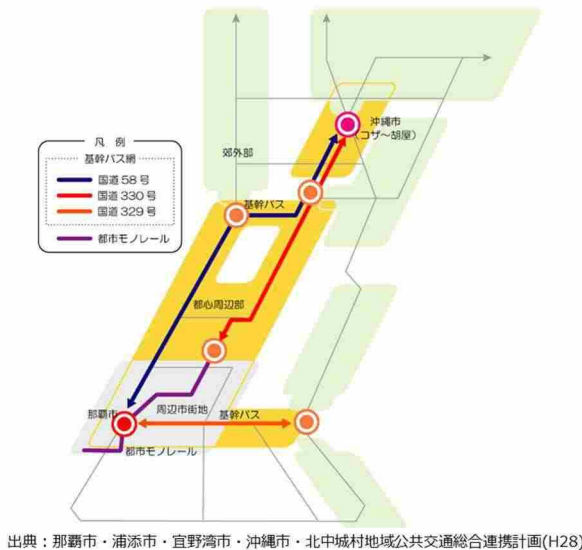 凡 例
基幹バス網
国道58号
国道330号
国道329号
都市モノレール
沖縄市
（コザ～胡屋）
郊外部
基幹バス
都心周辺部
周辺市街地
那覇市
基幹バス
都市モノレール
出典：那覇市・浦添市・宜野湾市・沖縄市・北中城村地域公共交通総合連携計画(H28)